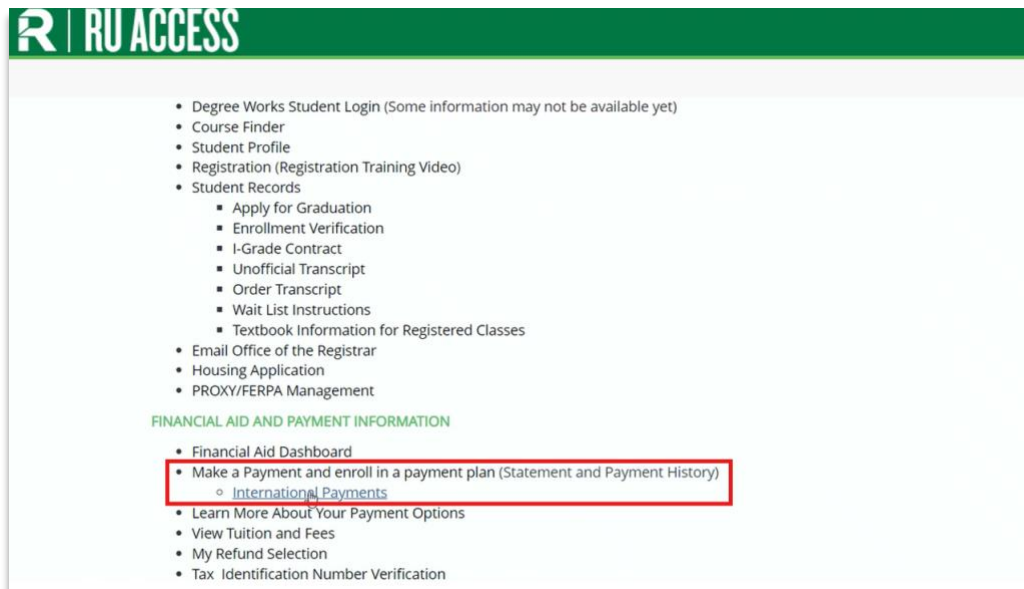 R | RU ACCESS
Degree Works Student Login (Some information may not be available yet)
Course Finder
Student Profile
Registration (Registration Training Video)
Student Records
Apply for Graduation
Enrollment Verification
I-Grade Contract
Unofficial Transcript
Order Transcript
Wait List Instructions
Textbook Information for Registered Classes
Email Office of the Registrar
Housing Application
PROXY/FERPA Management
FINANCIAL AID AND PAYMENT INFORMATION
Financial Aid Dashboard
Make a Payment and enroll in a payment plan (Statement and Payment History)
International Payments
Learn More About Your Payment Options
View Tuition and Fees
My Refund Selection
Tax Identification Number Verification